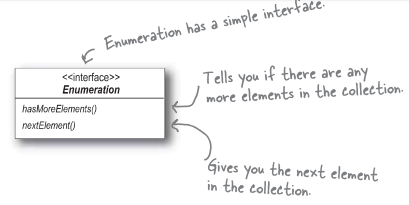 Enumeration has a simple interface.
<<interface>>
Enumeration
hasMoreElements()
nextElement()
Tells you if there are any
more elements in the collection.
Gives you the next element
in the collection.